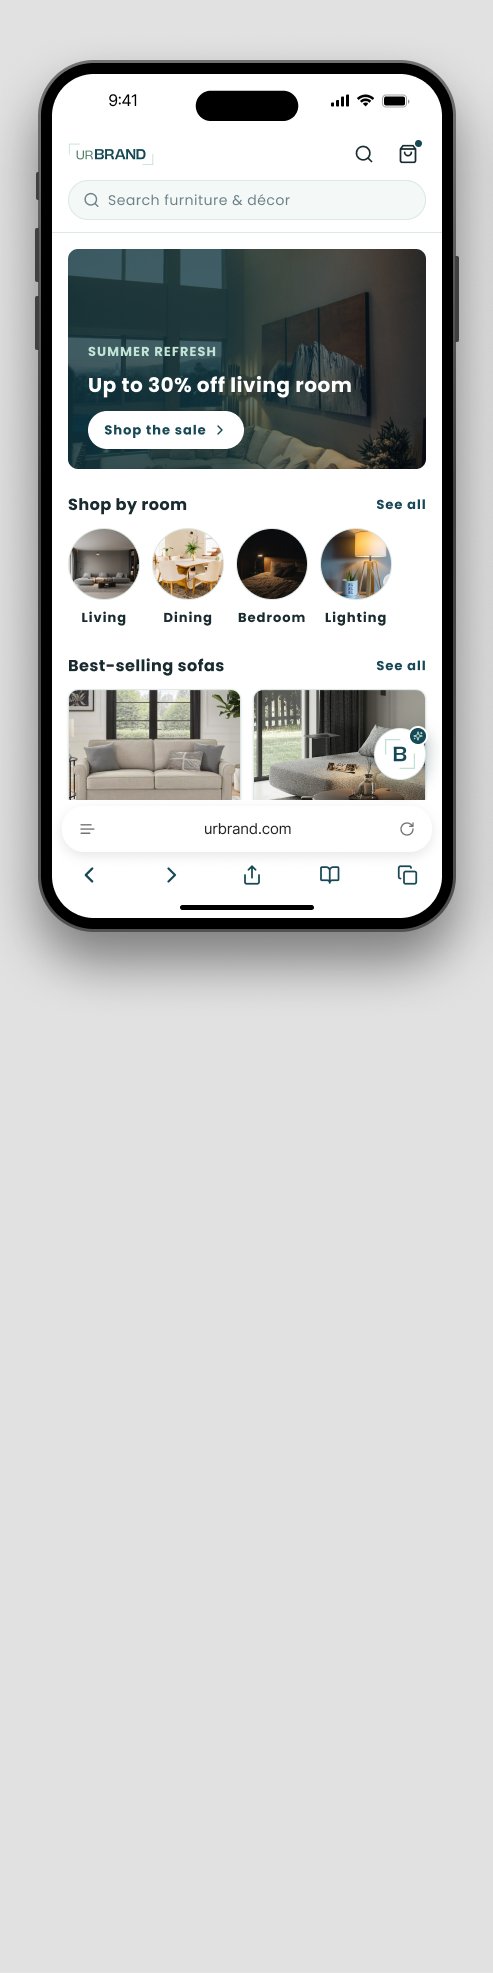 9:41
URBRAND
Search furniture & décor
SUMMER REFRESH
Up to 30% off living room
Shop the sale
Shop by room
See all
Living
Dining
Bedroom
Lighting
Best-selling sofas
See all
B
urbrand.com